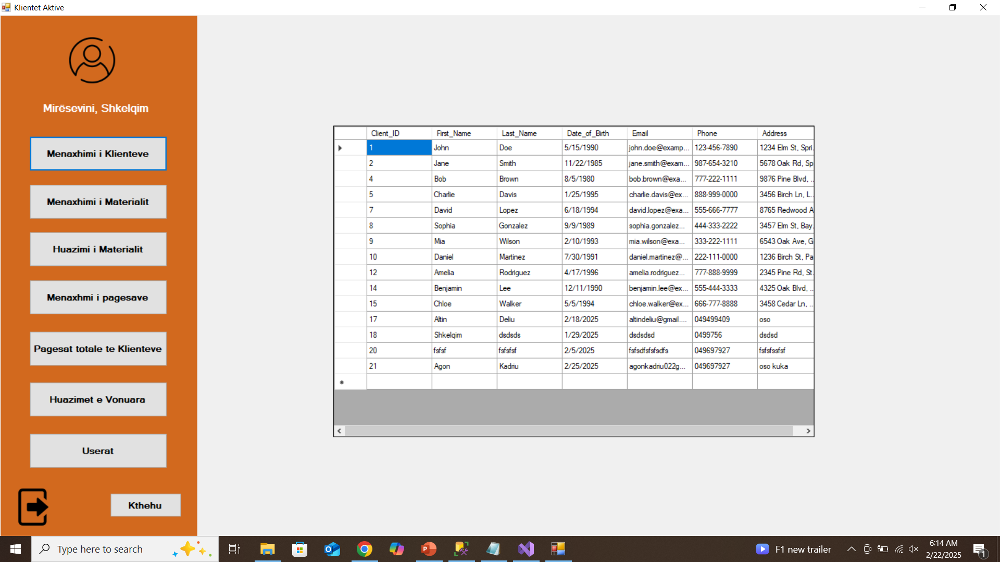 Klientet Aktive
Mirësevini, Shkelqim
Menaxhimi i Klienteve
Menaxhimi i Materialit
Huazimi i Materialit
Menaxhmi i pagesave
Pagesat totale te Klienteve
Huazimet e Vonuara
Userat
Kthehu
Client_ID First_Name Last_Name Date_of_Birth Email Phone Address
1 John Doe 5/15/1990 john.doe@examp... 123-456-7890 1234 Elm St, Spri.
2 Jane Smith 11/22/1985 jane.smith@exam... 987-654-3210 5678 Oak Rd, Sp
4 Bob Brown 8/5/1980 bob.brown@exa... 777-222-1111 9876 Pine Blvd, ..
5 Charlie Davis 1/25/1995 charlie.davis@ex... 888-999-0000 3456 Birch Ln, L..
7 David Lopez 6/18/1994 david.lopez@exa... 555-666-7777 8765 Redwood A
8 Sophia Gonzalez 9/9/1989 sophia.gonzalez... 444-333-2222 3457 Elm St, Bay.
9 Mia Wilson 2/10/1993 mia.wilson@exa... 333-222-1111 6543 Oak Ave, G
10 Daniel Martinez 7/30/1991 daniel.martinez@... 222-111-0000 1236 Birch St, Pa
12 Amelia Rodriguez 4/17/1996 amelia.rodriguez... 777-888-9999 2345 Pine Rd, St.
14 Benjamin Lee 12/11/1990 benjamin.lee@ex... 555-444-3333 4325 Oak Blvd, ..
15 Chloe Walker 5/5/1994 chloe.walker@ex... 666-777-8888 3458 Cedar Ln, ..
17 Altin Deliu 2/18/2025 altindeliu@gmail.... 049499409 oso
18 Shkelqim dsdsds 1/29/2025 dsdsdsd 0499756 dsdsd
20 fsfsf fsfsfsf 2/5/2025 fsfsdfsfsfsdfs 049697927 fsfsfssfsf
21 Agon Kadriu 2/25/2025 agonkadriu022g... 049697927 oso kuka
Type here to search
F1 new trailer
6:14 AM
2/22/2025
1